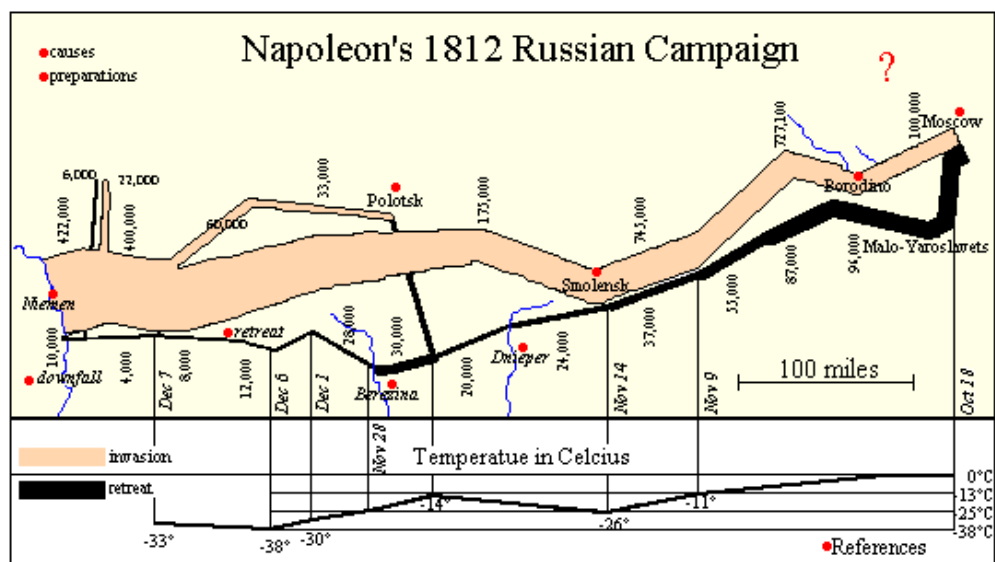 Napoleon's 1812 Russian Campaign
causes
preparations
?
Moscow
100,000
727,100
Borodino
6,000
22,000
33,000
Polotsk
60,000
422,000
400,000
175,000
745,000
Smolensk
Malo-Yaroslavets
94,000
87,000
55,000
37,000
Niemen
retreat
28,000
30,000
Dnieper
24,000
20,000
Berezina
10,000
4,000
8,000
12,000
downfall
100 miles
Dec 7
Dec 6
Dec 1
Nov 28
Nov 14
Nov 9
Oct 18
invasion
retreat
Temperatue in Celcius
0°C
-13°C
-25°C
-38°C
-33°
-38°
-30°
-14°
-26°
-11°
References